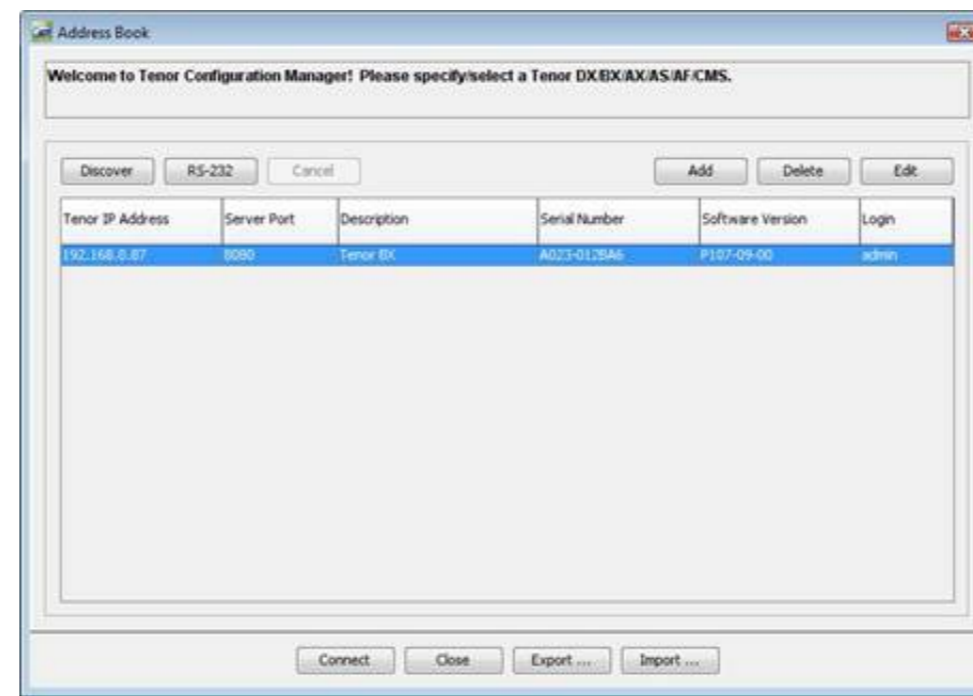 Address Book
Welcome to Tenor Configuration Manager! Please specify/select a Tenor DX/BX/AX/AS/AF/CMS.
Discover RS-232 Cancel Add Delete Edit
Tenor IP Address Server Port Description Serial Number Software Version Login
192.168.0.87 8080 Tenor BX A023-012BA6 P107-09-00 admin
Connect Close Export ... Import ...